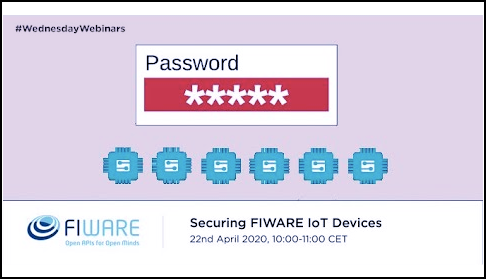 #WednesdayWebinars
Password
*****
FIWARE
Open APIs for Open Minds
Securing FIWARE IoT Devices
22nd April 2020, 10:00-11:00 CET